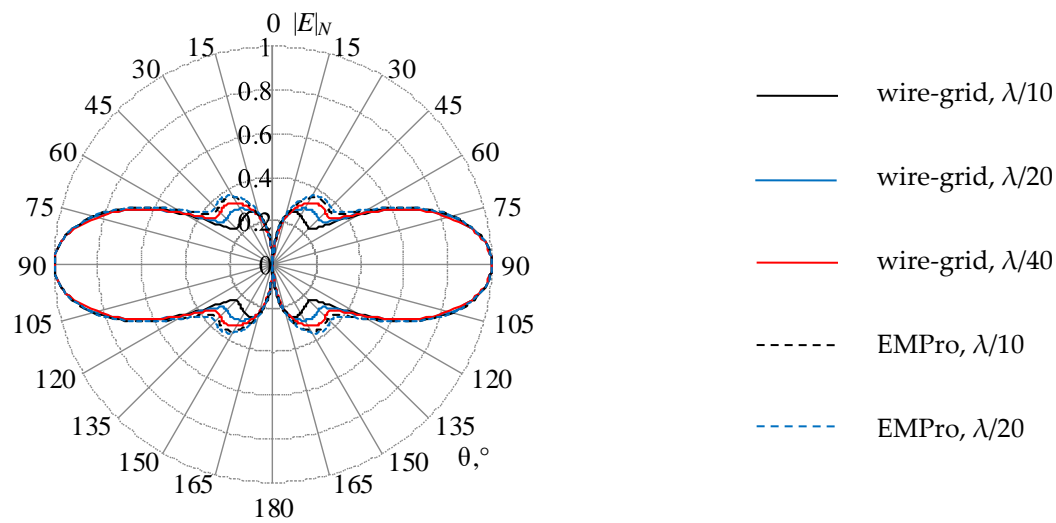 0 |E|N
15 1 15
30 30
0.8
45 45
0.6
60 60
0.4
75 75
0.2
90 0 90
105 105
120 120
135 135
150 150
θ,°
165 165
180
wire-grid, λ/10
wire-grid, λ/20
wire-grid, λ/40
EMPro, λ/10
EMPro, λ/20